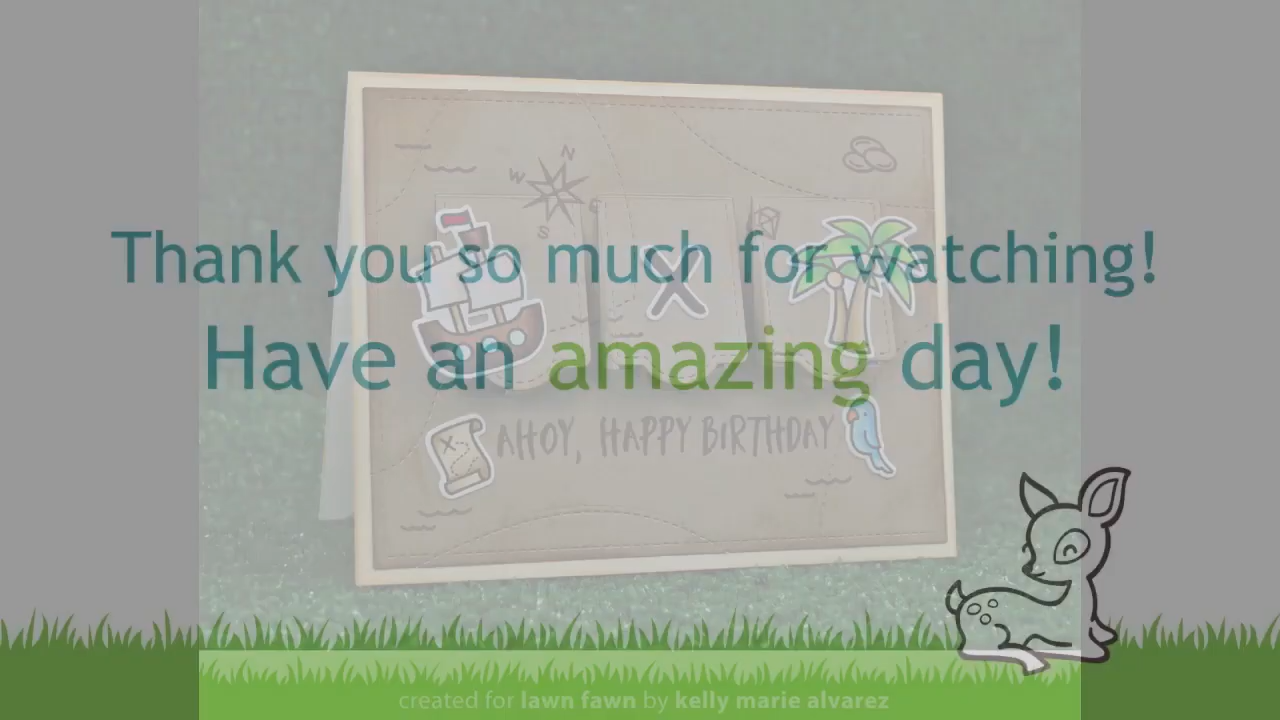 N
W
E
S
Thank you so much for watching!
X
Have an amazing day!
AHOY, HAPPY BIRTHDAY
created for lawn fawn by kelly marie alvarez